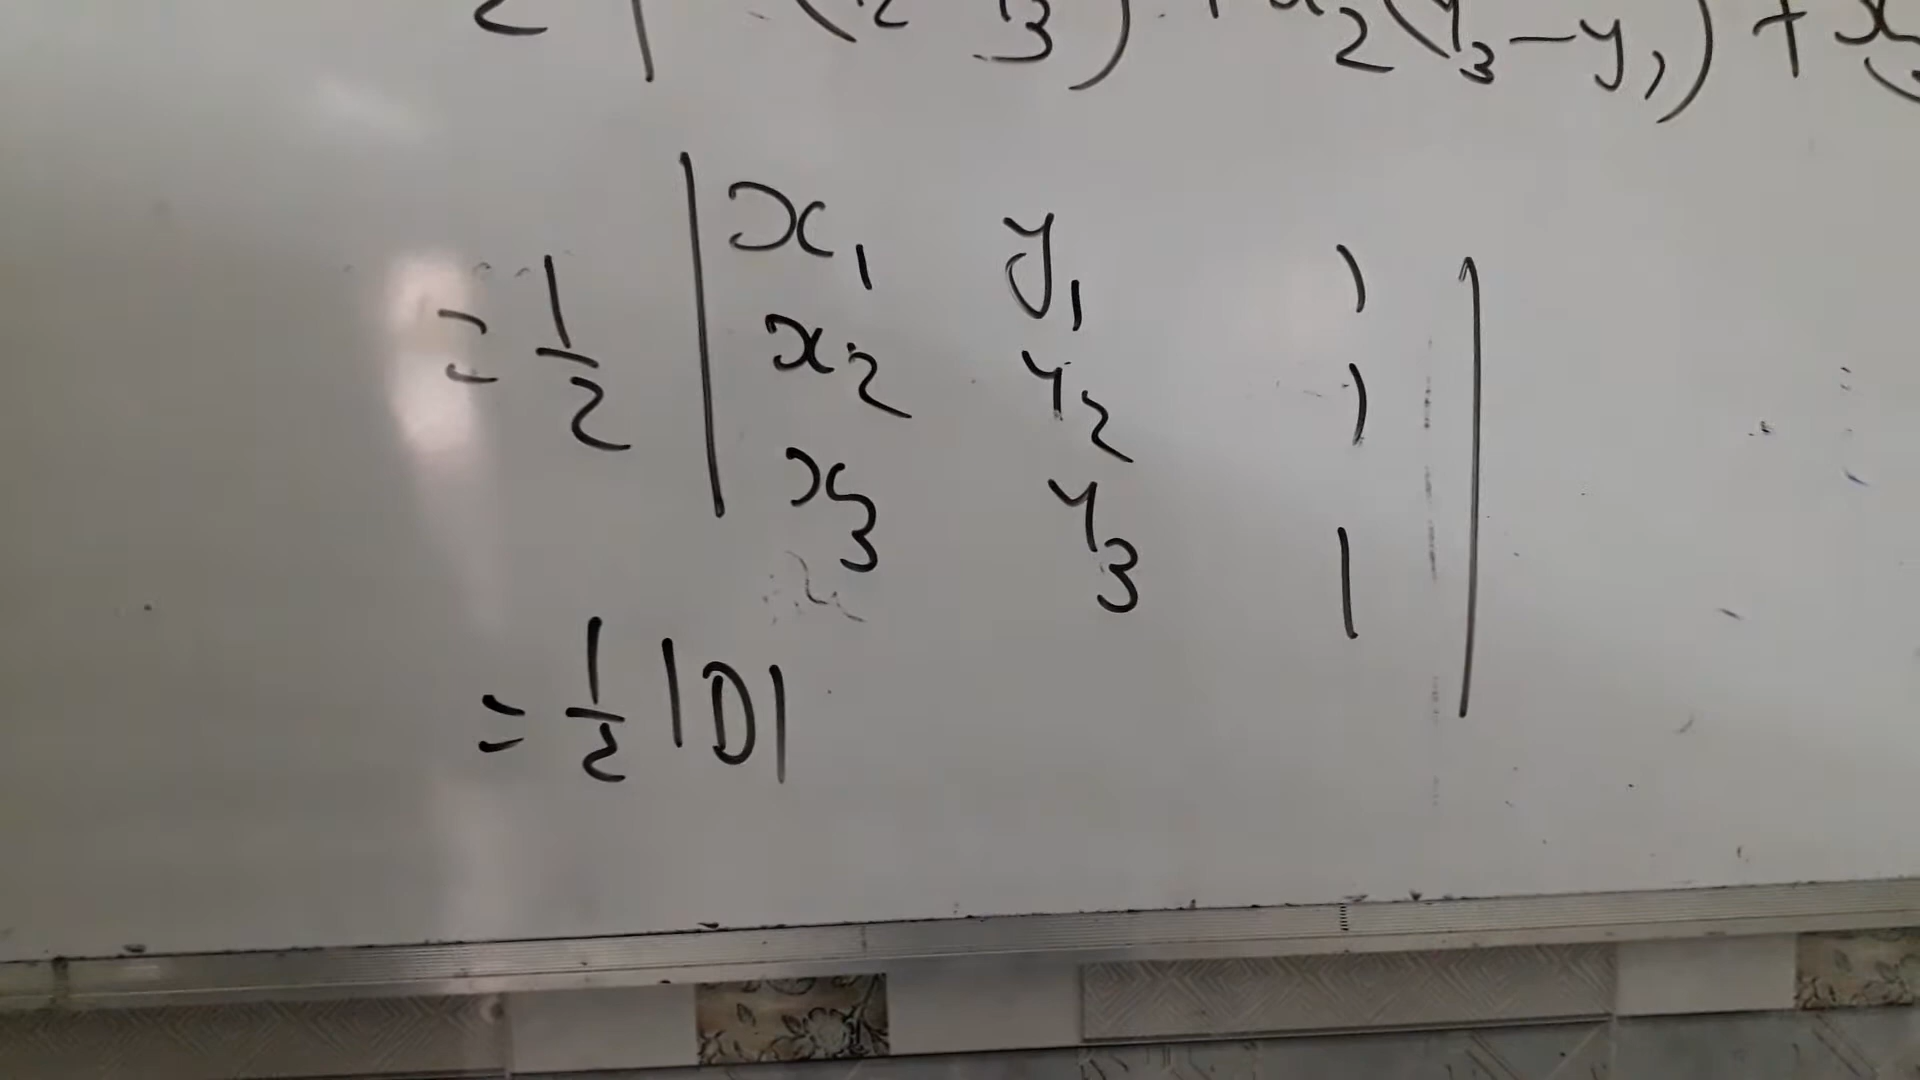 2(y₃-y₁) +
= 1/2 | x₁ y₁ 1 |
| x₂ y₂ 1 |
| x₃ y₃ 1 |
= 1/2 |D|